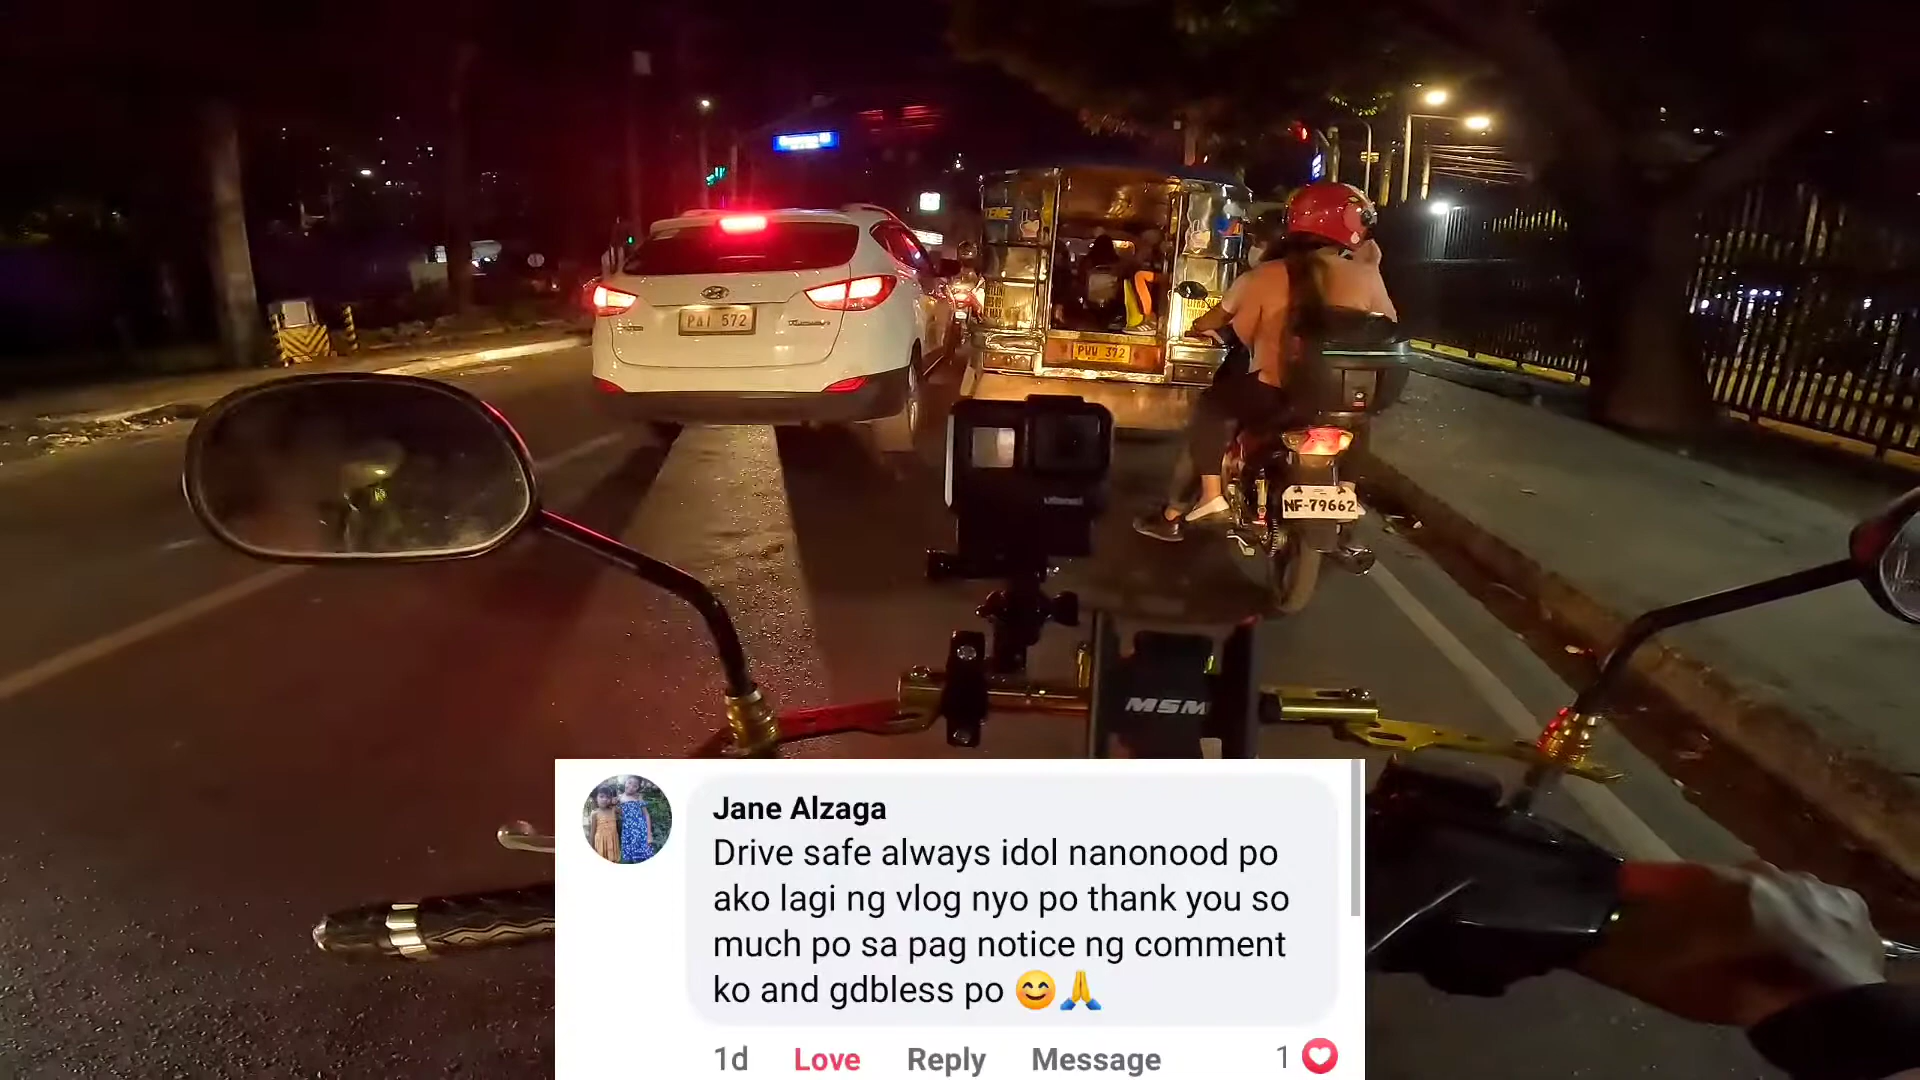 PAI 572
PWW 372
NF-79662
MSM
Jane Alzaga
Drive safe always idol nanonood po
ako lagi ng vlog nyo po thank you so
much po sa pag notice ng comment
ko and gdbless po 😊🙏
1d Love Reply Message 1